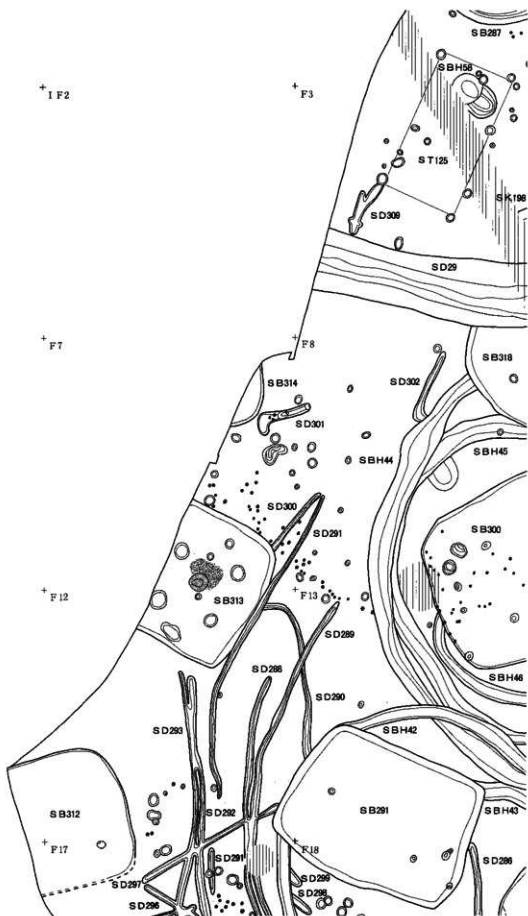 SB287
SBH58
I F2
F3
ST125
SK198
SD309
SD29
F7
F8
SB318
SB314
SD302
SD301
SBH45
SBH44
SD300
SB300
SD291
F12
SB313
F13
SD289
SD288
SBH46
SD290
SD293
SBH42
SB312
SD292
SB291
SBH43
F17
SD291
F18
SD286
SD297
SD299
SD296
SD298